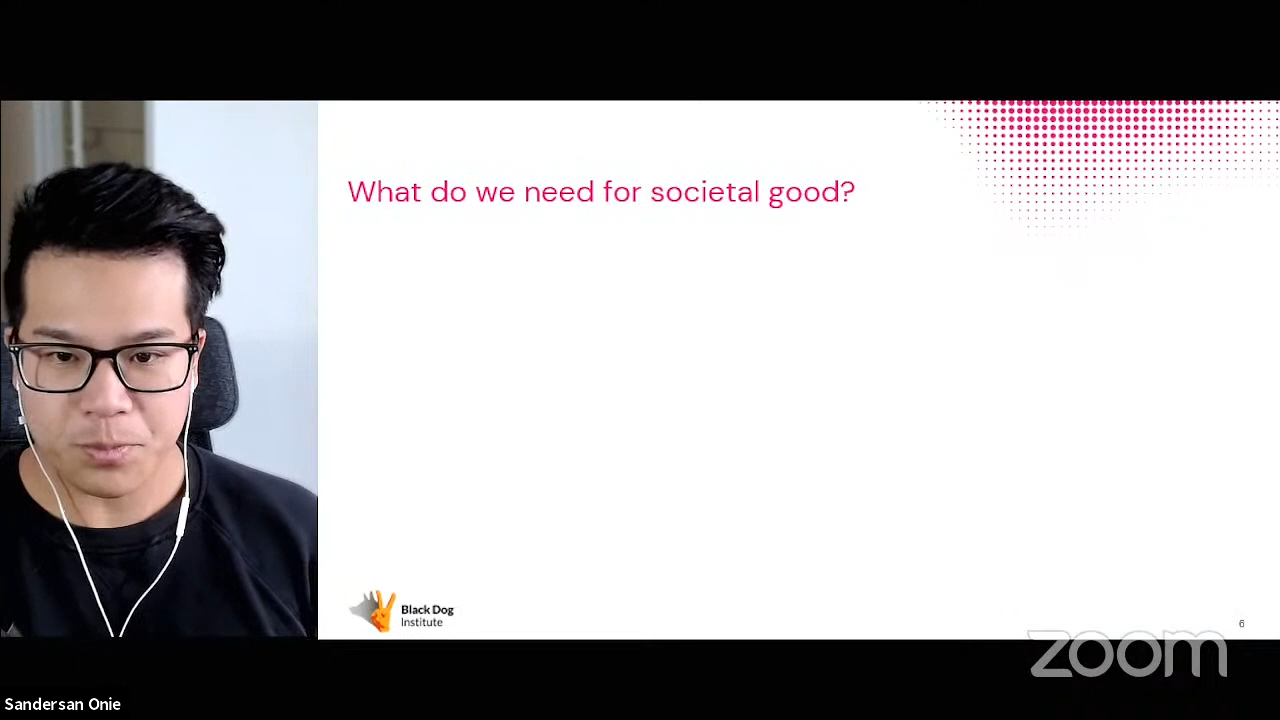 What do we need for societal good?
Black Dog
Institute
6
zoom
Sandersan Onie